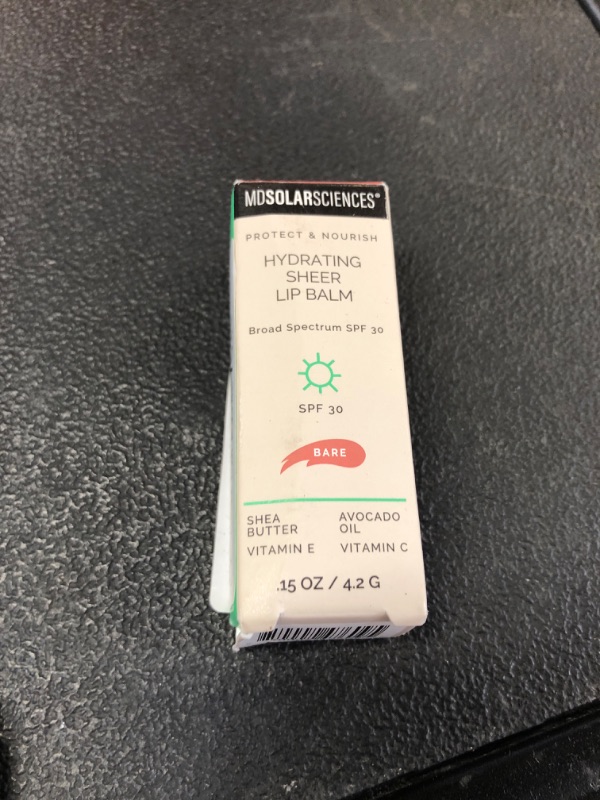 MDSOLARSCIENCES®
PROTECT & NOURISH
HYDRATING
SHEER
LIP BALM
Broad Spectrum SPF 30
SPF 30
BARE
SHEA BUTTER
AVOCADO OIL
VITAMIN E
VITAMIN C
.15 OZ / 4.2 G